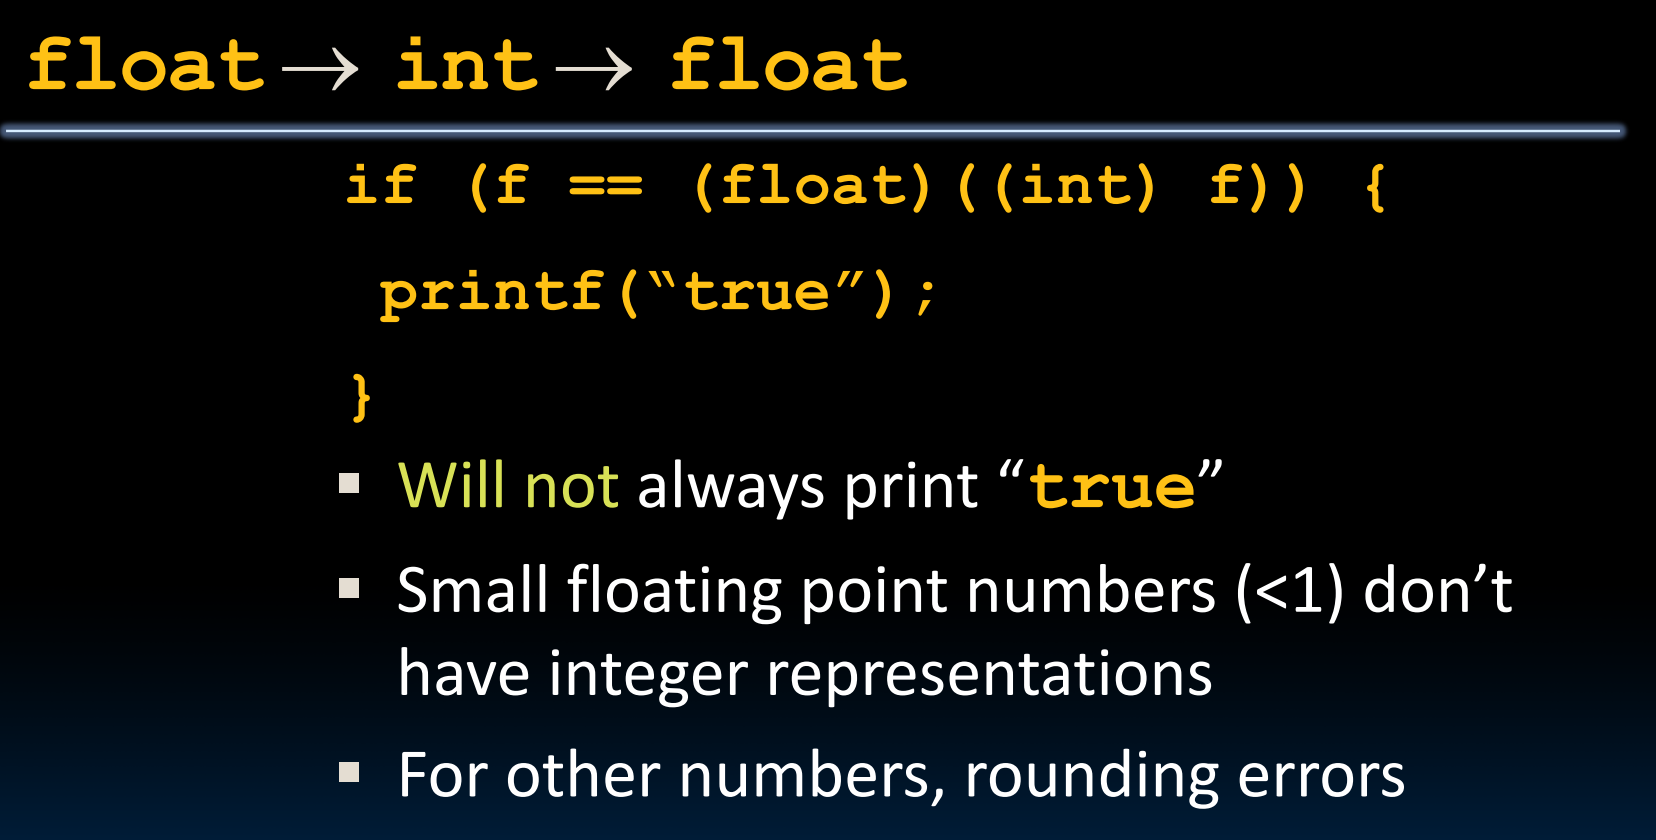 float → int → float
if (f == (float)((int) f)) {
printf(“true”);
}
▪ Will not always print “true”
▪ Small floating point numbers (<1) don’t
have integer representations
▪ For other numbers, rounding errors